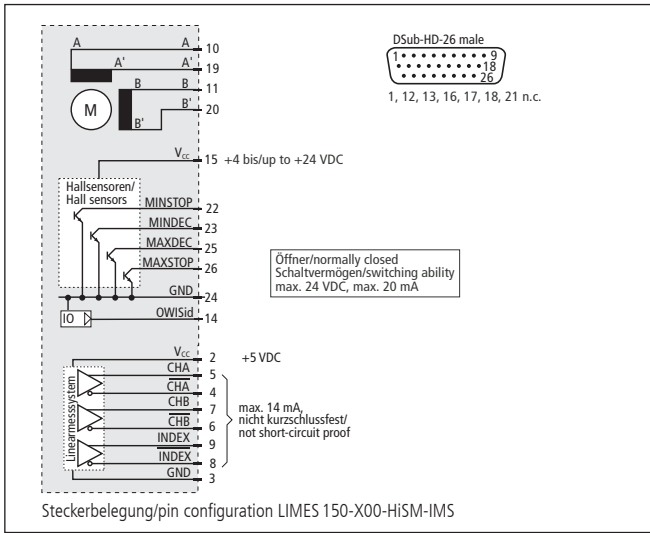 A A 10
A' A' 19
B B 11
B' B' 20
M
DSub-HD-26 male
1 9
18
26
1, 12, 13, 16, 17, 18, 21 n.c.
Vcc 15 +4 bis/up to +24 VDC
Hallsensoren/
Hall sensors
MINSTOP 22
MINDEC 23
MAXDEC 25
MAXSTOP 26
GND 24
OWISid 14
IO
Öffner/normally closed
Schaltvermögen/switching ability
max. 24 VDC, max. 20 mA
Vcc 2 +5 VDC
CHA 5
C̅H̅A̅ 4
CHB 7
C̅H̅B̅ 6
INDEX 9
I̅N̅D̅E̅X̅ 8
GND 3
Linearmesssystem
max. 14 mA,
nicht kurzschlussfest/
not short-circuit proof
Steckerbelegung/pin configuration LIMES 150-X00-HiSM-IMS